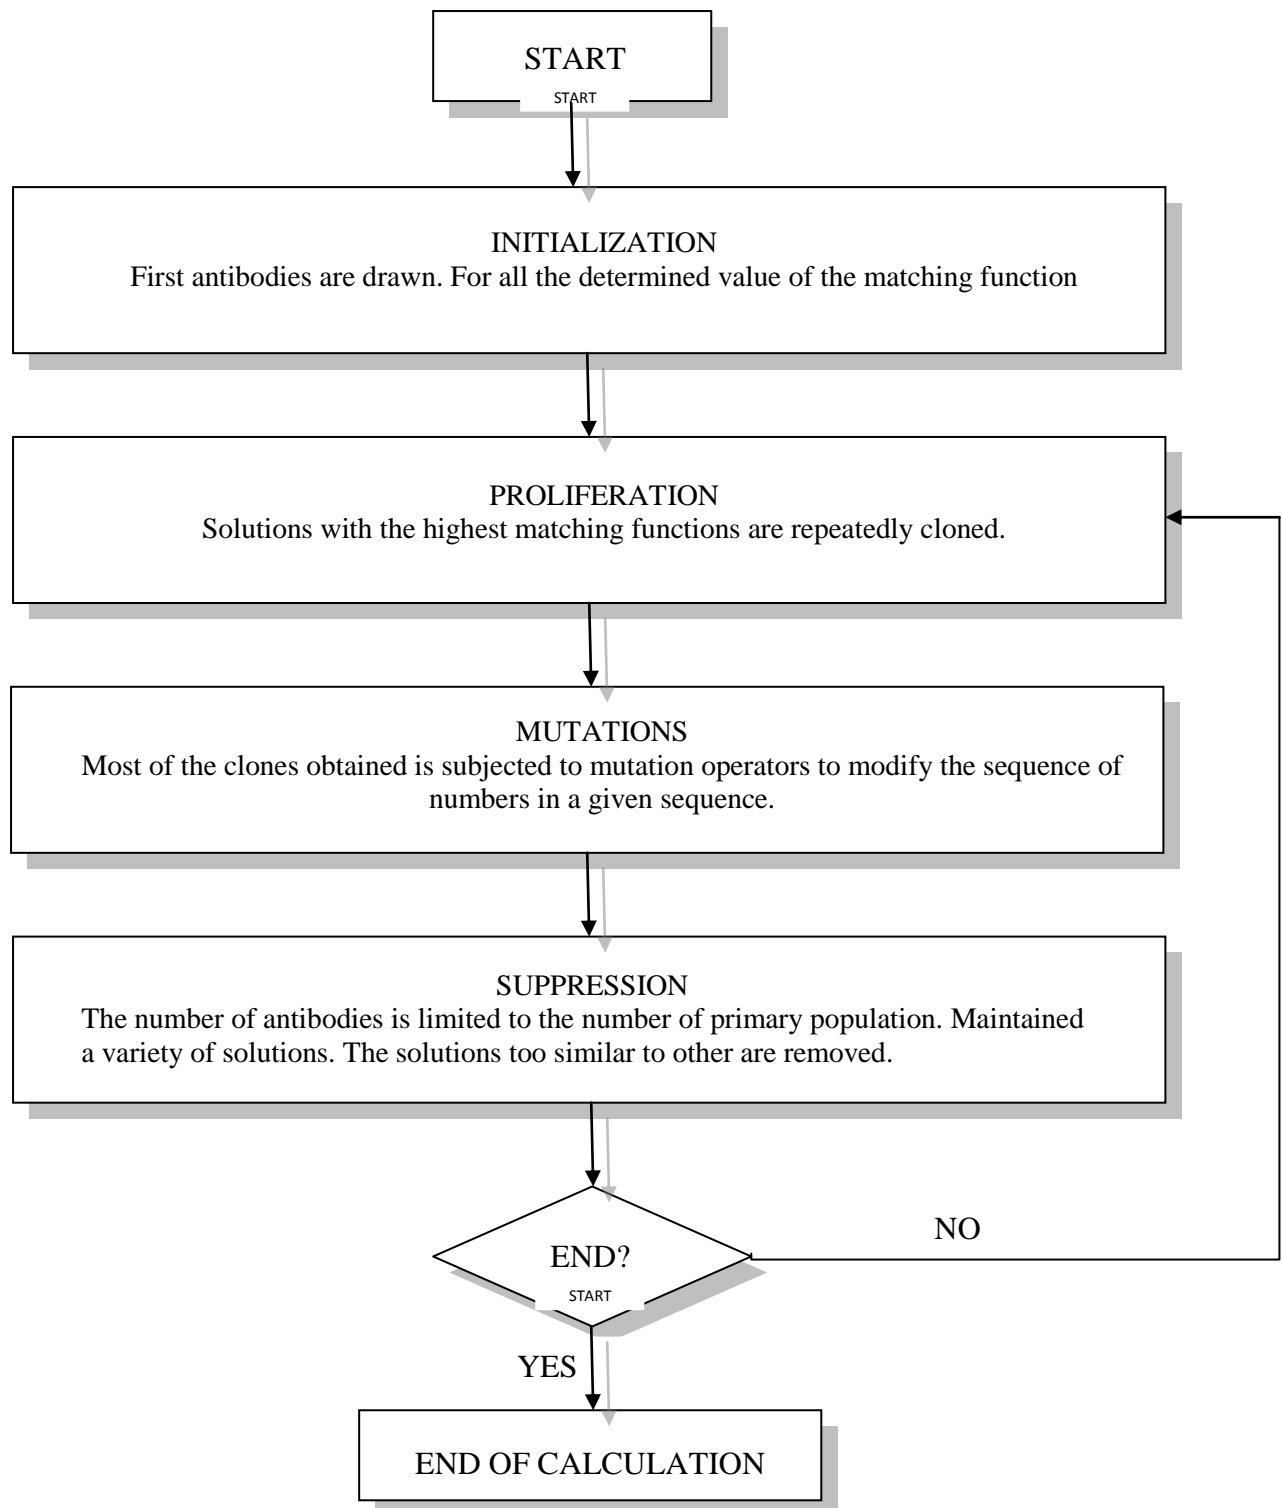 START
START
INITIALIZATION
First antibodies are drawn. For all the determined value of the matching function
PROLIFERATION
Solutions with the highest matching functions are repeatedly cloned.
MUTATIONS
Most of the clones obtained is subjected to mutation operators to modify the sequence of
numbers in a given sequence.
SUPPRESSION
The number of antibodies is limited to the number of primary population. Maintained
a variety of solutions. The solutions too similar to other are removed.
NO
END?
START
YES
END OF CALCULATION